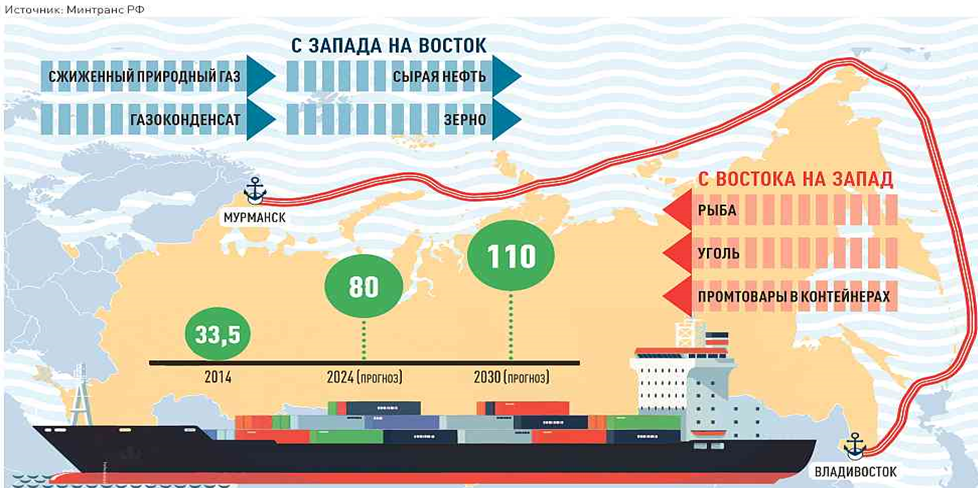 Источник: Минтранс РФ
С ЗАПАДА НА ВОСТОК
СЖИЖЕННЫЙ ПРИРОДНЫЙ ГАЗ
СЫРАЯ НЕФТЬ
ГАЗОКОНДЕНСАТ
ЗЕРНО
МУРМАНСК
С ВОСТОКА НА ЗАПАД
РЫБА
УГОЛЬ
ПРОМТОВАРЫ В КОНТЕЙНЕРАХ
33,5
80
110
2014
2024 (ПРОГНОЗ)
2030 (ПРОГНОЗ)
ВЛАДИВОСТОК